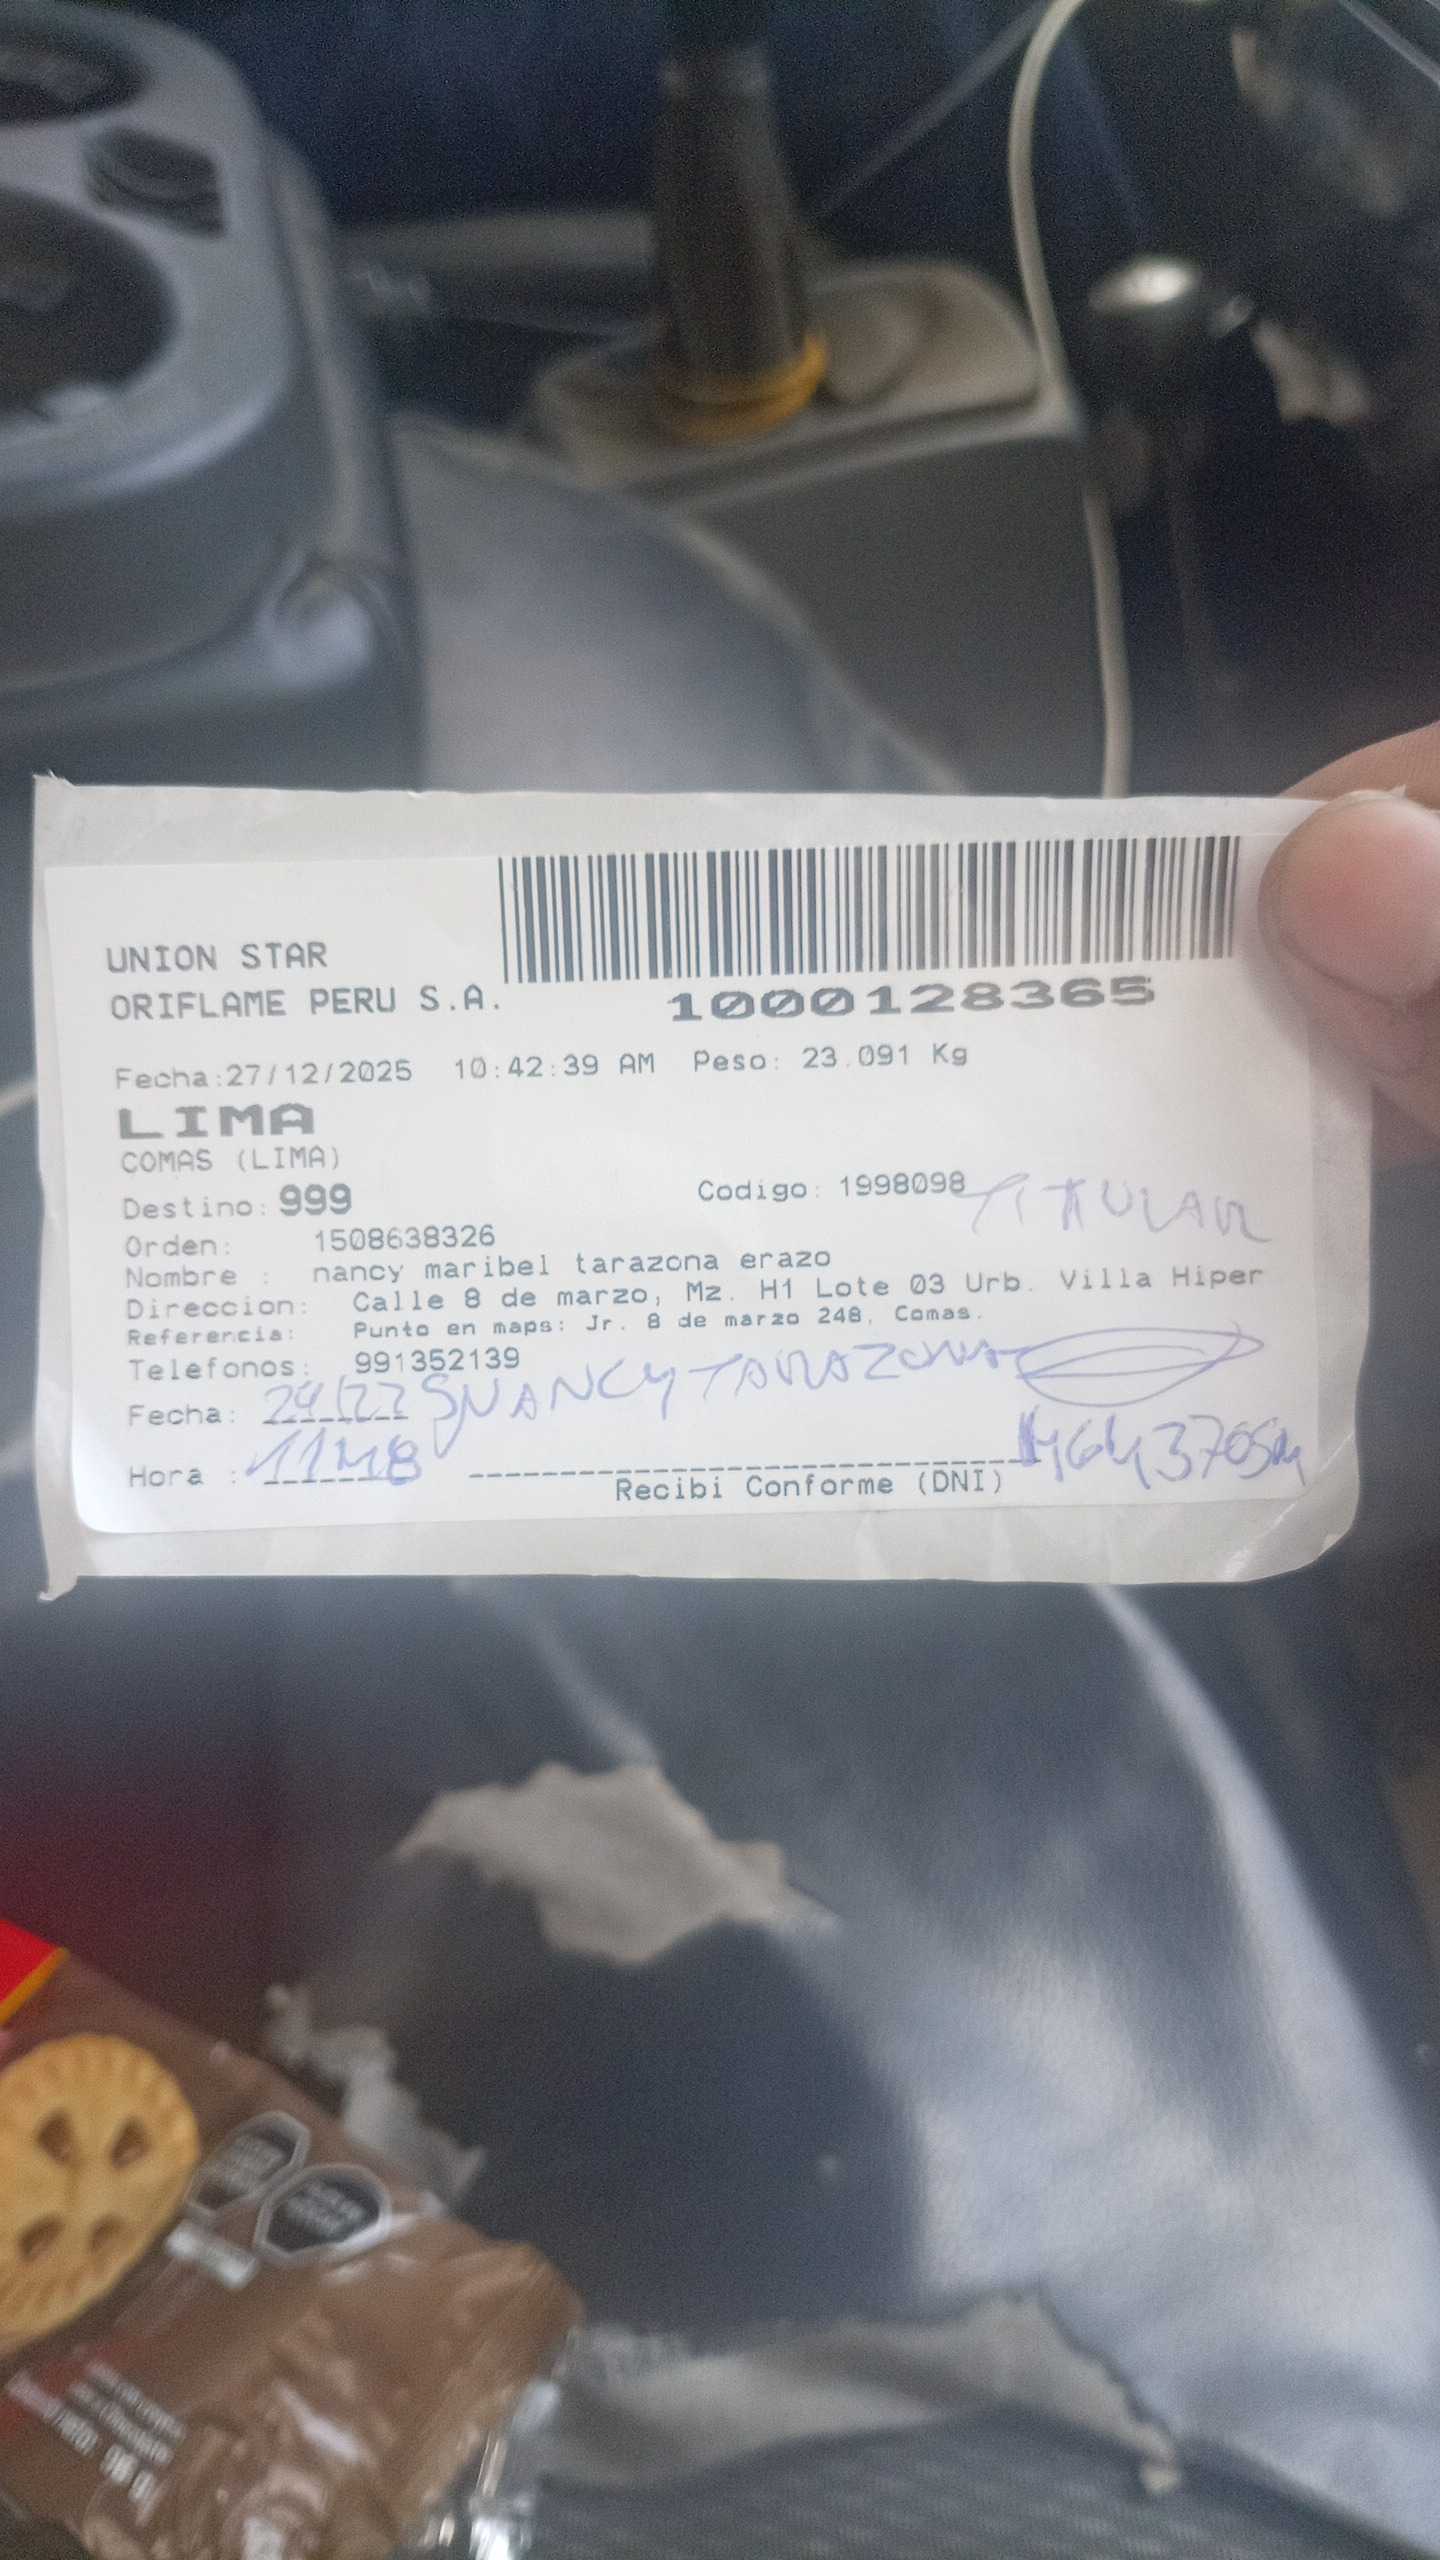 UNION STAR
ORIFLAME PERU S.A.
1000128365
Fecha:27/12/2025 10:42:39 AM Peso: 23.091 Kg
LIMA
COMAS (LIMA)
Destino: 999 Codigo: 1998098 TITULAR
Orden: 1508638326
Nombre : nancy maribel tarazona erazo
Direccion: Calle 8 de marzo, Mz. H1 Lote 03 Urb. Villa Hiper
Referencia: Punto en maps: Jr. 8 de marzo 248, Comas.
Telefonos: 991352139
Fecha: NANCY TARAZONA
Hora : 1148
Recibi Conforme (DNI)